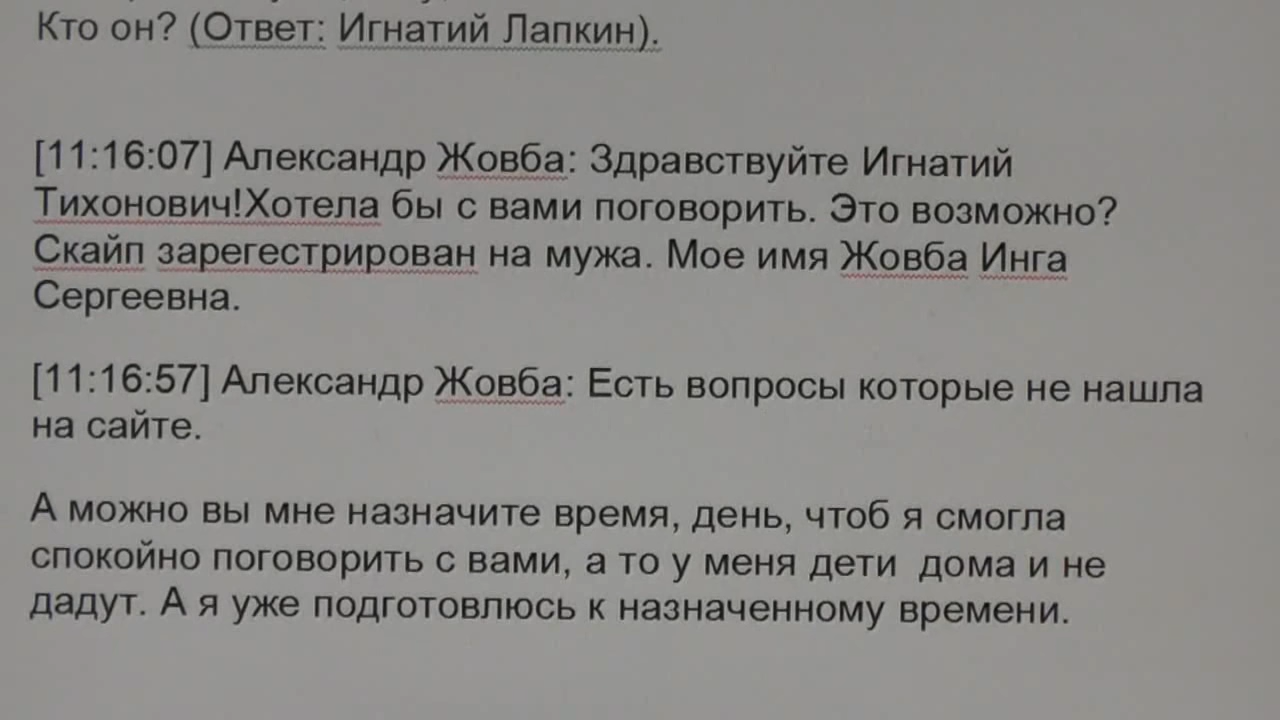 Кто он? (Ответ: Игнатий Лапкин).
[11:16:07] Александр Жовба: Здравствуйте Игнатий
Тихонович!Хотела бы с вами поговорить. Это возможно?
Скайп зарегестрирован на мужа. Мое имя Жовба Инга
Сергеевна.
[11:16:57] Александр Жовба: Есть вопросы которые не нашла
на сайте.
А можно вы мне назначите время, день, чтоб я смогла
спокойно поговорить с вами, а то у меня дети  дома и не
дадут. А я уже подготовлюсь к назначенному времени.